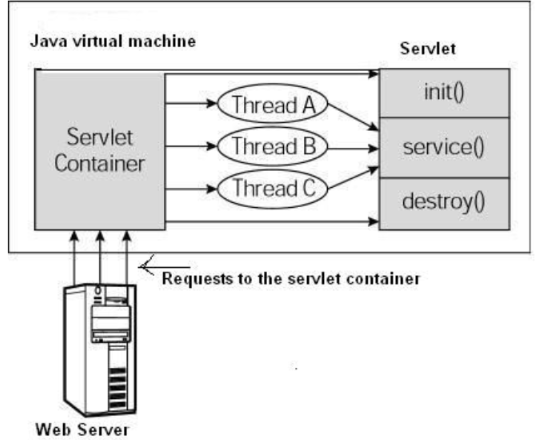 Java virtual machine
Servlet
Servlet
Container
Thread A
Thread B
Thread C
init()
service()
destroy()
Requests to the servlet container
Web Server